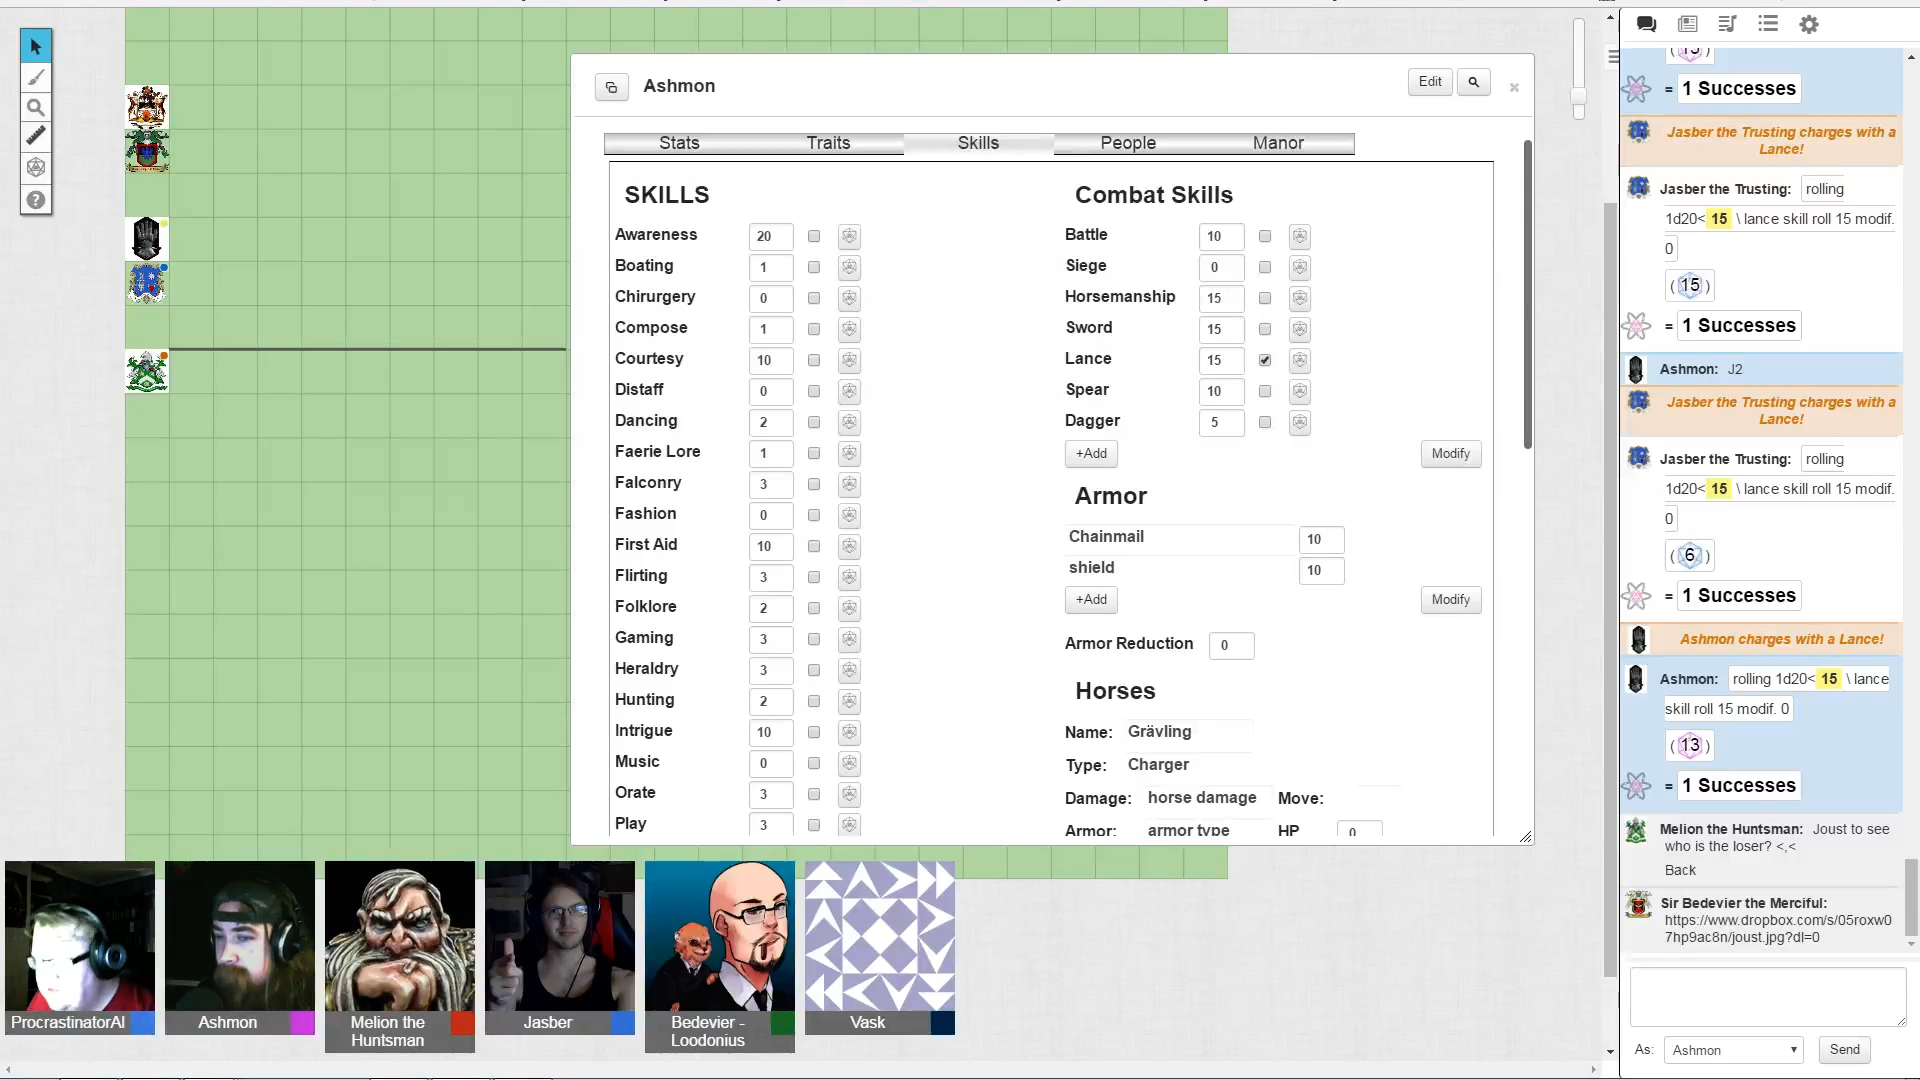 Ashmon
Edit
Stats Traits Skills People Manor
SKILLS
Awareness 20
Boating 1
Chirurgery 0
Compose 1
Courtesy 10
Distaff 0
Dancing 2
Faerie Lore 1
Falconry 3
Fashion 0
First Aid 10
Flirting 3
Folklore 2
Gaming 3
Heraldry 3
Hunting 2
Intrigue 10
Music 0
Orate 3
Play 3
Combat Skills
Battle 10
Siege 0
Horsemanship 15
Sword 15
Lance 15
Spear 10
Dagger 5
+Add Modify
Armor
Chainmail 10
shield 10
+Add Modify
Armor Reduction 0
Horses
Name: Grävling
Type: Charger
Damage: horse damage Move:
Armor: armor type HP 0
ProcrastinatorAl
Ashmon
Melion the
Huntsman
Jasber
Bedevier -
Loodonius
Vask
= 1 Successes
Jasber the Trusting charges with a
Lance!
Jasber the Trusting: rolling
1d20< 15 \ lance skill roll 15 modif.
0
(15)
= 1 Successes
Ashmon: J2
Jasber the Trusting charges with a
Lance!
Jasber the Trusting: rolling
1d20< 15 \ lance skill roll 15 modif.
0
(6)
= 1 Successes
Ashmon charges with a Lance!
Ashmon: rolling 1d20< 15 \ lance
skill roll 15 modif. 0
(13)
= 1 Successes
Melion the Huntsman: Joust to see
who is the loser? <,<
Back
Sir Bedevier the Merciful:
https://www.dropbox.com/s/05roxw0
7hp9ac8n/joust.jpg?dl=0
As: Ashmon Send